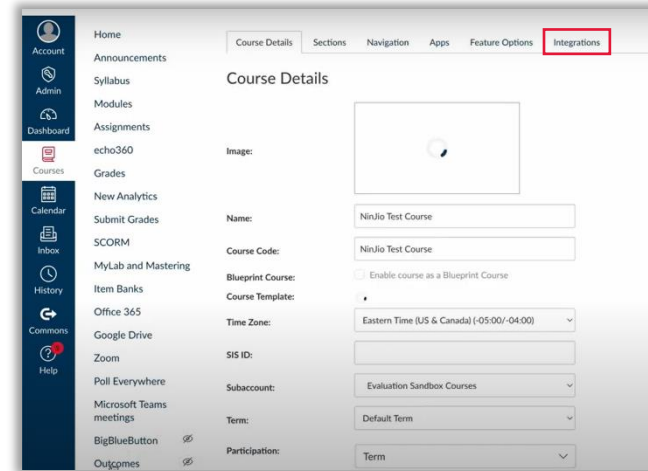 Account
Admin
Dashboard
Courses
Calendar
Inbox
History
Commons
Help
Home
Announcements
Syllabus
Modules
Assignments
echo360
Grades
New Analytics
Submit Grades
SCORM
MyLab and Mastering
Item Banks
Office 365
Google Drive
Zoom
Poll Everywhere
Microsoft Teams
meetings
BigBlueButton
Outcomes
Course Details Sections Navigation Apps Feature Options Integrations
Course Details
Image:
Name: NinJio Test Course
Course Code: NinJio Test Course
Blueprint Course: Enable course as a Blueprint Course
Course Template:
Time Zone: Eastern Time (US & Canada) (-05:00/-04:00)
SIS ID:
Subaccount: Evaluation Sandbox Courses
Term: Default Term
Participation: Term